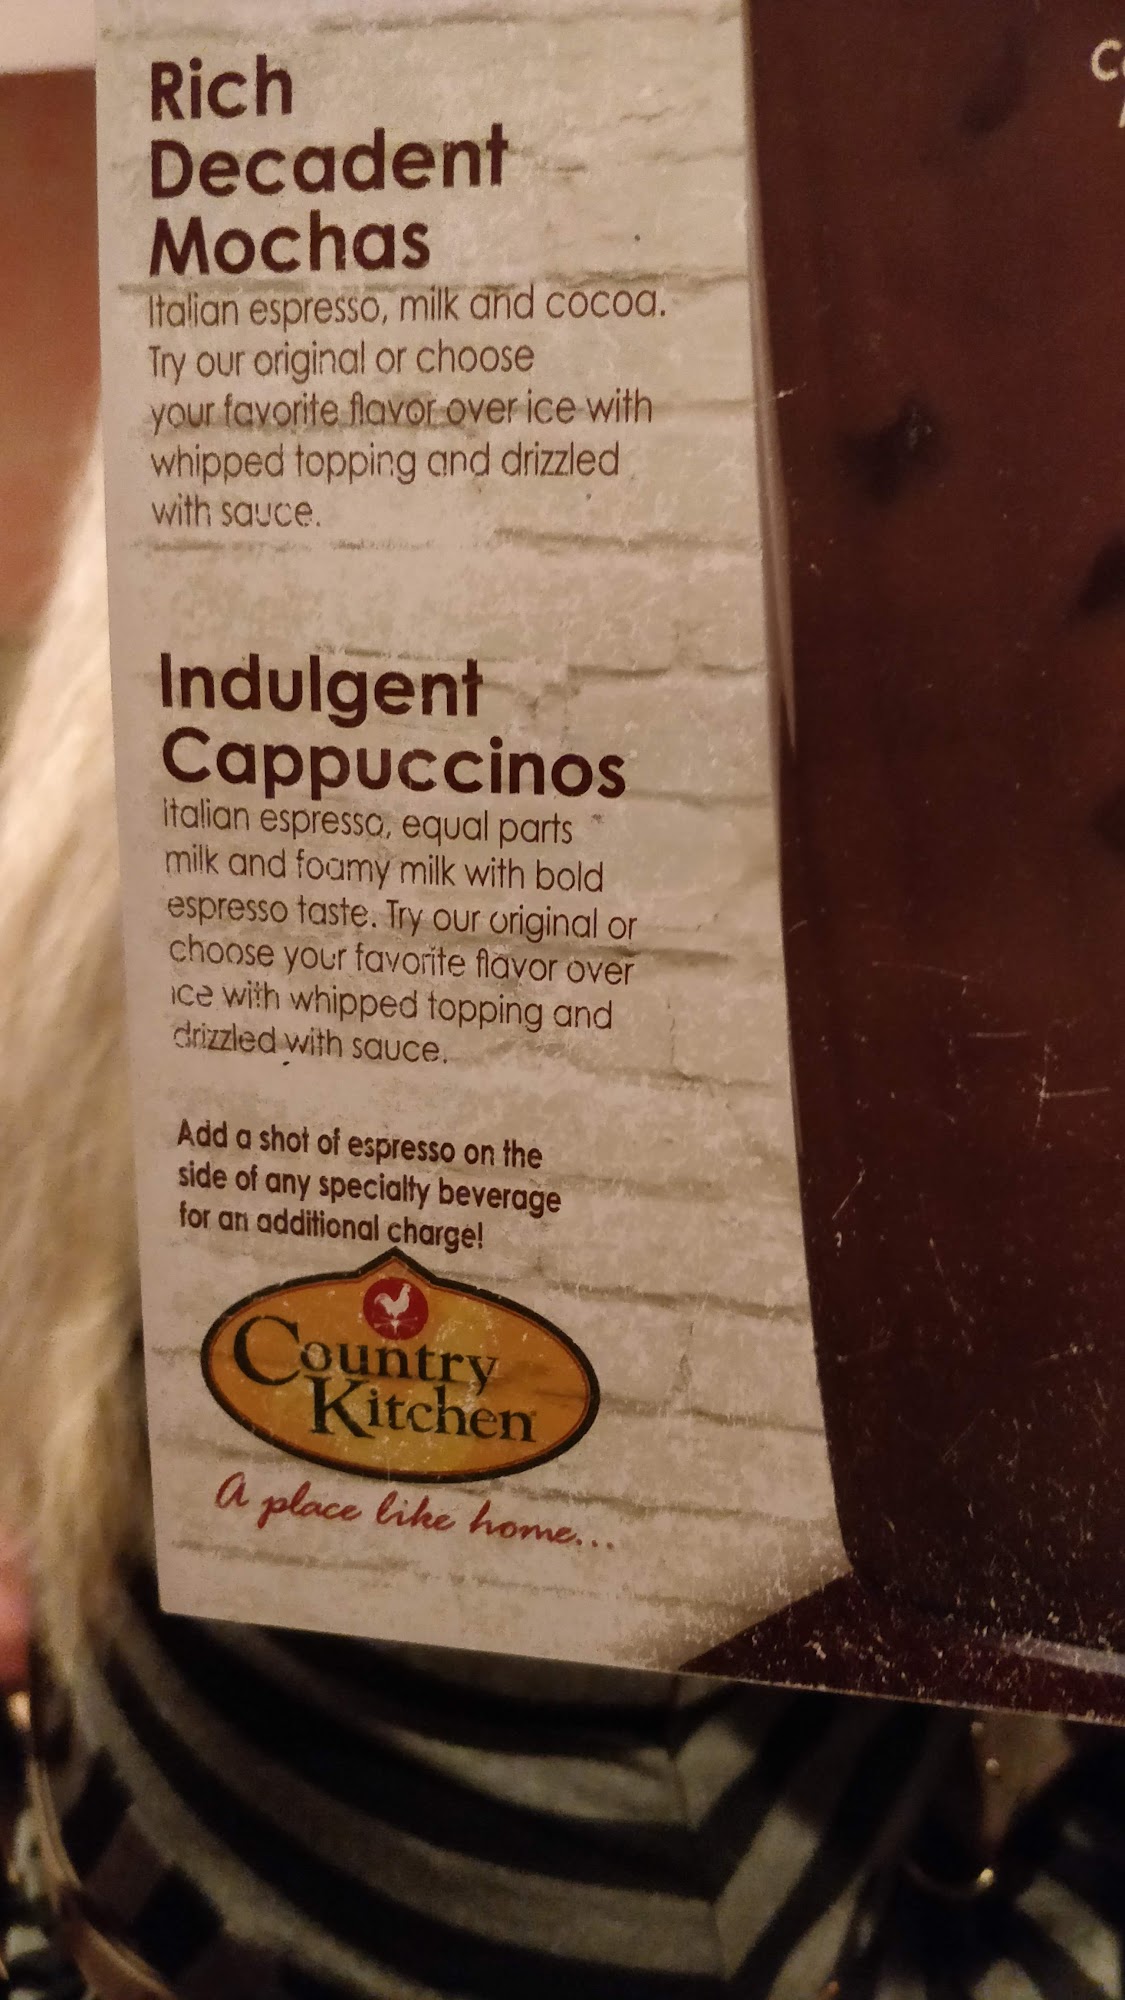 Rich
Decadent
Mochas
Italian espresso, milk and cocoa.
Try our original or choose
your favorite flavor over ice with
whipped topping and drizzled
with sauce.
Indulgent
Cappuccinos
Italian espresso, equal parts
milk and foamy milk with bold
espresso taste. Try our original or
choose your favorite flavor over
ice with whipped topping and
drizzled with sauce.
Add a shot of espresso on the
side of any specialty beverage
for an additional charge!
Country
Kitchen
A place like home...